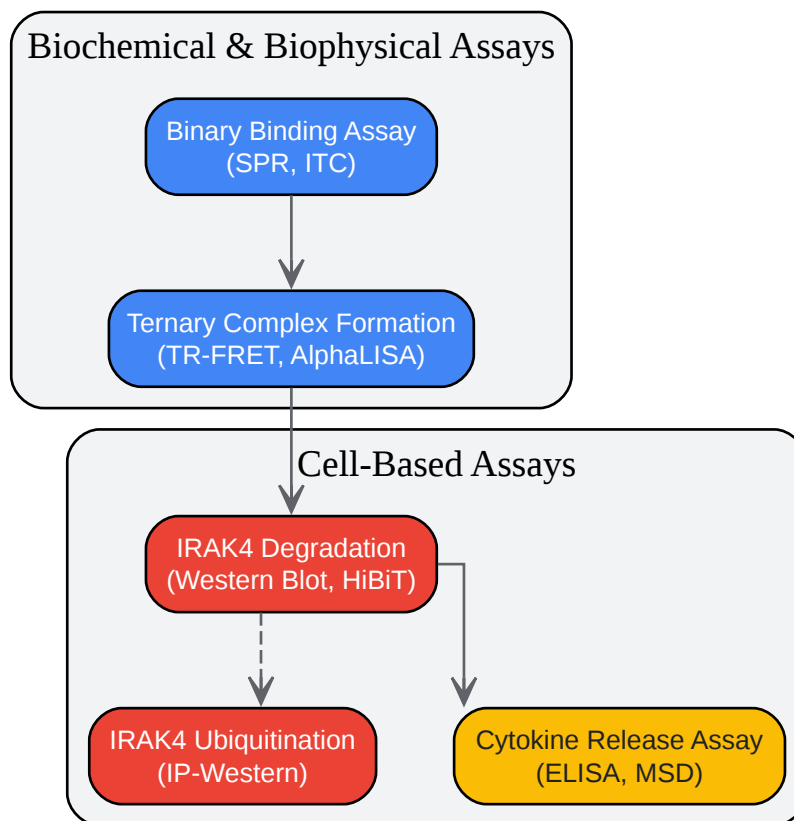 Biochemical & Biophysical Assays
Binary Binding Assay
(SPR, ITC)
Ternary Complex Formation
(TR-FRET, AlphaLISA)
Cell-Based Assays
IRAK4 Degradation
(Western Blot, HiBiT)
IRAK4 Ubiquitination
(IP-Western)
Cytokine Release Assay
(ELISA, MSD)